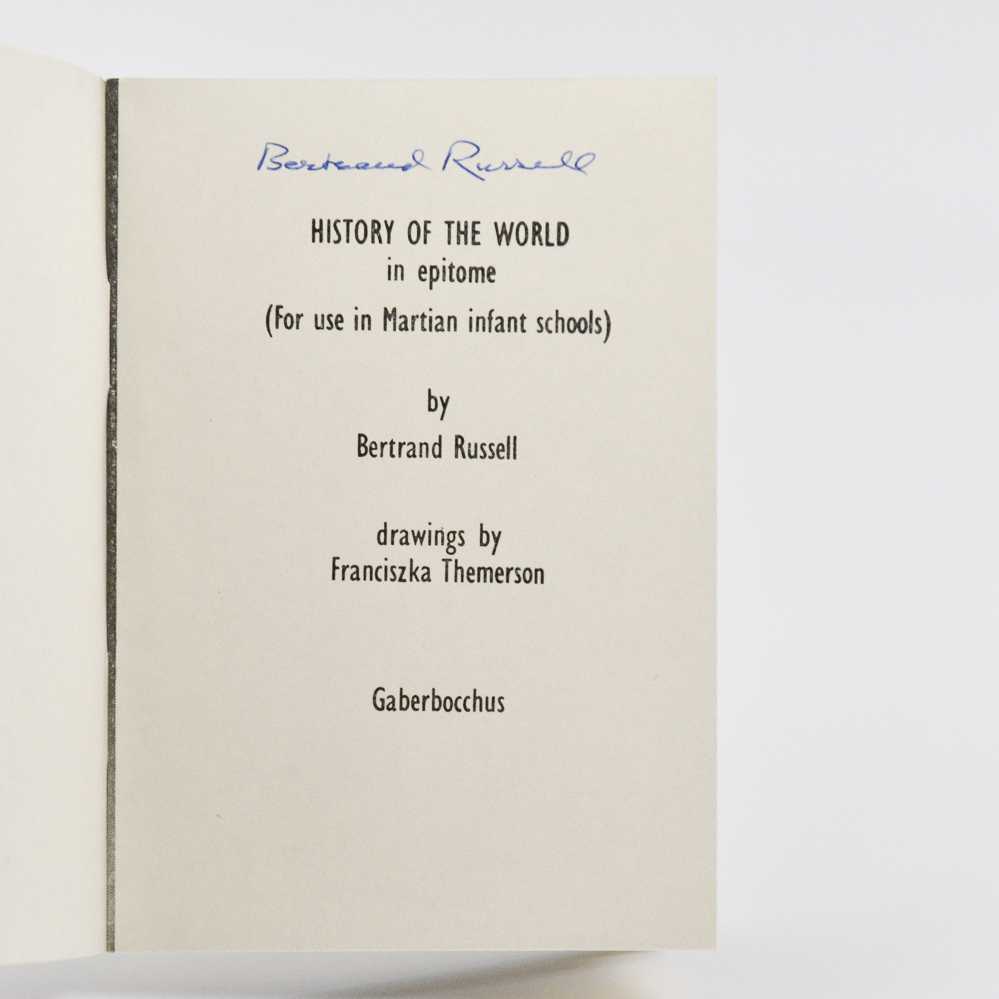 Bertrand Russell
HISTORY OF THE WORLD
in epitome
(For use in Martian infant schools)
by
Bertrand Russell
drawings by
Franciszka Themerson
Gaberbocchus